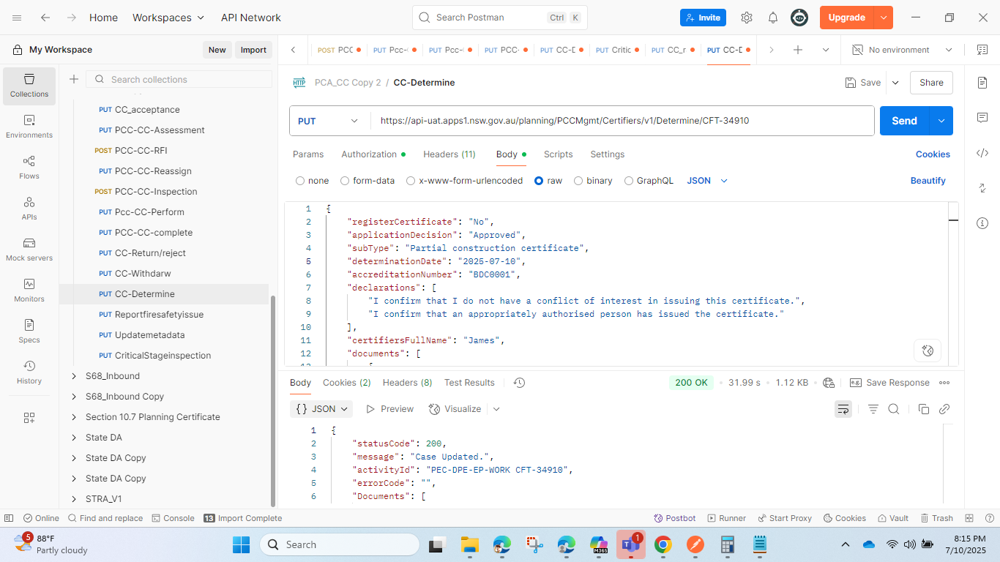 Home
Workspaces
API Network
Search Postman
Ctrl K
Invite
Upgrade
My Workspace
New
Import
POST PCC
PUT Pcc-
PUT Pcc-
PUT PCC-
PUT CC-D
PUT Critic
PUT CC_r
PUT CC-D
No environment
Collections
Environments
Flows
APIs
Mock servers
Monitors
Specs
History
Search collections
PUT CC_acceptance
PUT PCC-CC-Assessment
POST PCC-CC-RFI
PUT PCC-CC-Reassign
POST PCC-CC-Inspection
PUT Pcc-CC-Perform
PUT PCC-CC-complete
PUT CC-Return/reject
PUT CC-Withdarw
PUT CC-Determine
PUT Reportfiresafetyissue
PUT Updatemetadata
PUT CriticalStageinspection
S68_Inbound
S68_Inbound Copy
Section 10.7 Planning Certificate
State DA
State DA Copy
State DA Copy
STRA_V1
HTTP PCA_CC Copy 2 / CC-Determine
Save
Share
PUT
https://api-uat.apps1.nsw.gov.au/planning/PCCMgmt/Certifiers/v1/Determine/CFT-34910
Send
Params Authorization Headers (11) Body Scripts Settings
Cookies
none form-data x-www-form-urlencoded raw binary GraphQL JSON
Beautify
1 {
2 "registerCertificate": "No",
3 "applicationDecision": "Approved",
4 "subType": "Partial construction certificate",
5 "determinationDate": "2025-07-10",
6 "accreditationNumber": "BDC0001",
7 "declarations": [
8 "I confirm that I do not have a conflict of interest in issuing this certificate.",
9 "I confirm that an appropriately authorised person has issued the certificate."
10 ],
11 "certifiersFullName": "James",
12 "documents": [
Body Cookies (2) Headers (8) Test Results
200 OK • 31.99 s • 1.12 KB
e.g. Save Response
{} JSON Preview Visualize
1 {
2 "statusCode": 200,
3 "message": "Case Updated.",
4 "activityId": "PEC-DPE-EP-WORK CFT-34910",
5 "errorCode": "",
6 "Documents": [
Online Find and replace Console 13 Import Complete
Postbot Runner Start Proxy Cookies Vault Trash
5
88°F
Partly cloudy
Search
M365
1
8:15 PM
7/10/2025